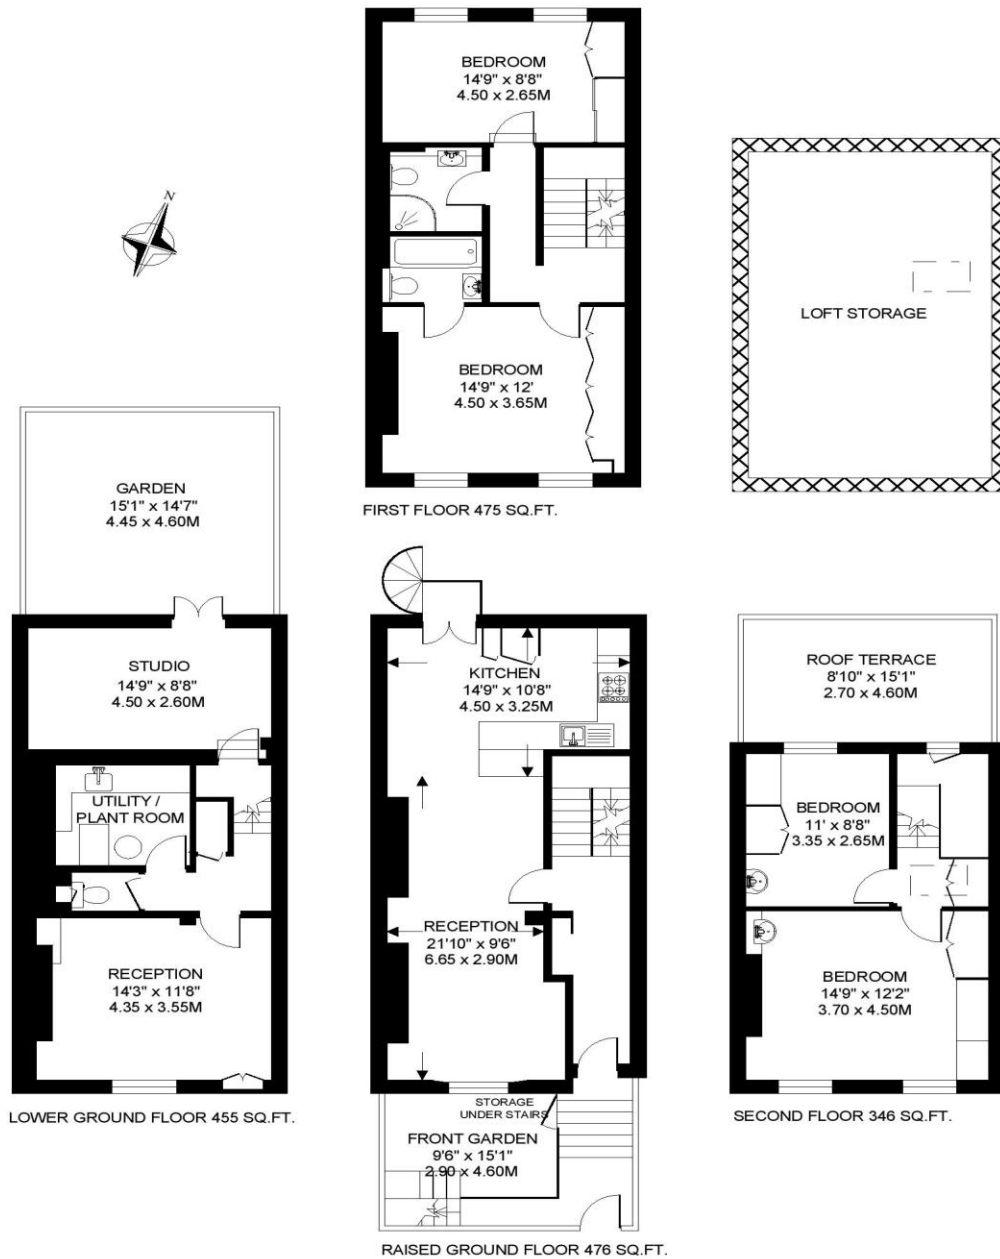 BEDROOM
14'9" x 8'8"
4.50 x 2.65M
N
LOFT STORAGE
BEDROOM
14'9" x 12'
4.50 x 3.65M
FIRST FLOOR 475 SQ.FT.
GARDEN
15'1" x 14'7"
4.45 x 4.60M
STUDIO
14'9" x 8'8"
4.50 x 2.60M
UTILITY /
PLANT ROOM
RECEPTION
14'3" x 11'8"
4.35 x 3.55M
LOWER GROUND FLOOR 455 SQ.FT.
KITCHEN
14'9" x 10'8"
4.50 x 3.25M
RECEPTION
21'10" x 9'6"
6.65 x 2.90M
STORAGE
UNDER STAIRS
FRONT GARDEN
9'6" x 15'1"
2.90 x 4.60M
RAISED GROUND FLOOR 476 SQ.FT.
ROOF TERRACE
8'10" x 15'1"
2.70 x 4.60M
BEDROOM
11' x 8'8"
3.35 x 2.65M
BEDROOM
14'9" x 12'2"
3.70 x 4.50M
SECOND FLOOR 346 SQ.FT.